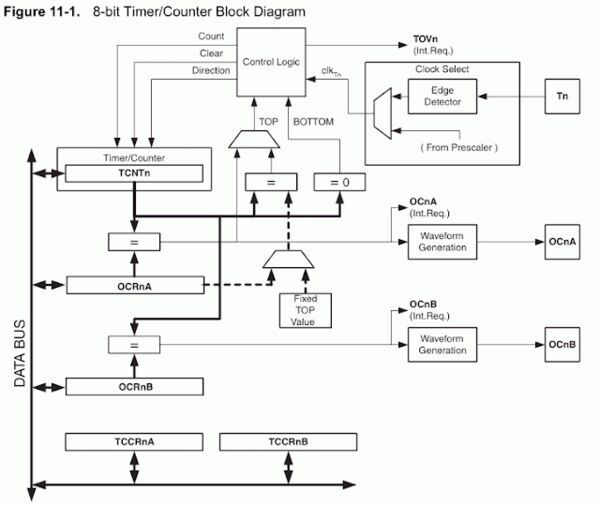 Figure 11-1. 8-bit Timer/Counter Block Diagram
Count
Clear
Direction
Control Logic
TOVn
(Int.Req.)
clkTn
Clock Select
Edge
Detector
Tn
( From Prescaler )
TOP
BOTTOM
Timer/Counter
TCNTn
=
= 0
OCnA
(Int.Req.)
=
Waveform
Generation
OCnA
OCRnA
Fixed
TOP
Value
OCnB
(Int.Req.)
=
Waveform
Generation
OCnB
DATA BUS
OCRnB
TCCRnA
TCCRnB